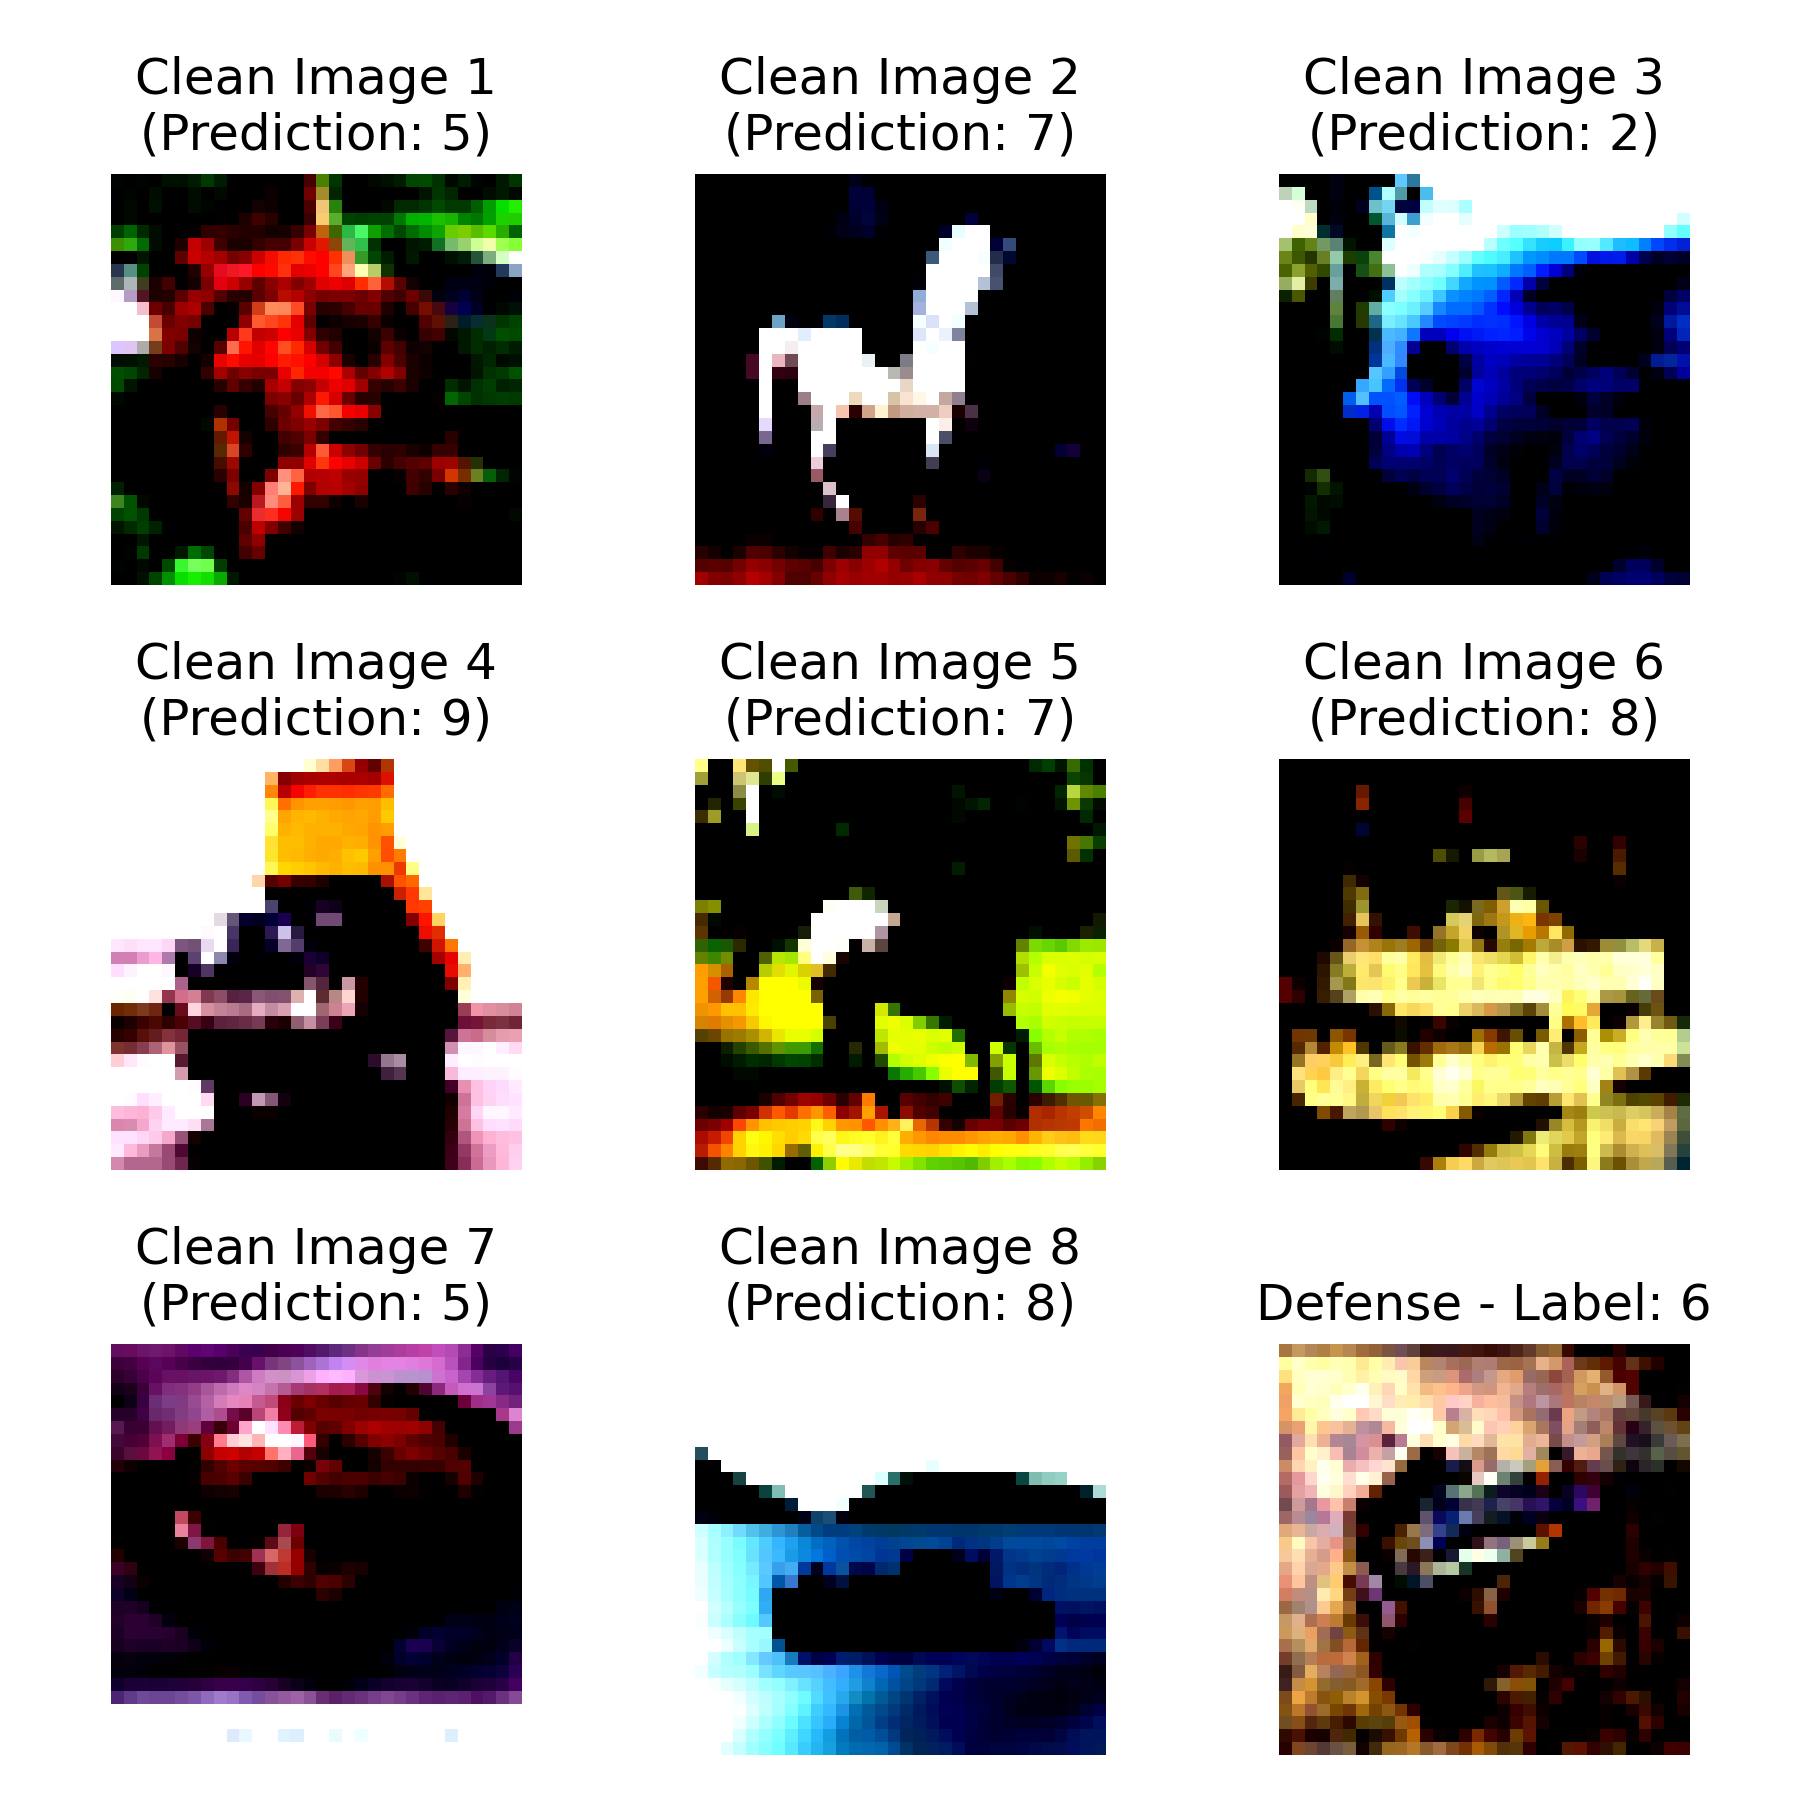 Clean Image 1
(Prediction: 5)
Clean Image 2
(Prediction: 7)
Clean Image 3
(Prediction: 2)
Clean Image 4
(Prediction: 9)
Clean Image 5
(Prediction: 7)
Clean Image 6
(Prediction: 8)
Clean Image 7
(Prediction: 5)
Clean Image 8
(Prediction: 8)
Defense - Label: 6